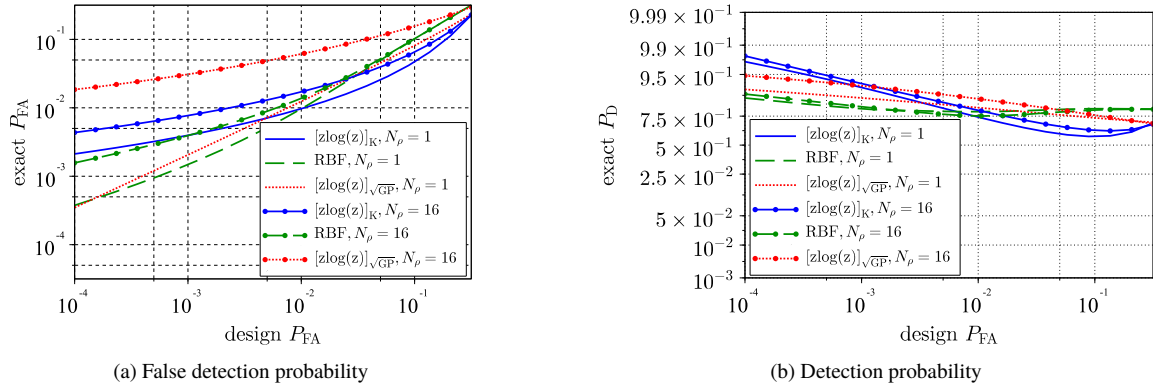 exact P_FA
10^-1
10^-2
10^-3
10^-4
[zlog(z)]_K, N_ρ = 1
RBF, N_ρ = 1
[zlog(z)]_√GP, N_ρ = 1
[zlog(z)]_K, N_ρ = 16
RBF, N_ρ = 16
[zlog(z)]_√GP, N_ρ = 16
10^-4 10^-3 10^-2 10^-1
design P_FA
(a) False detection probability
exact P_D
9.99 × 10^-1
9.9 × 10^-1
9.5 × 10^-1
7.5 × 10^-1
5 × 10^-1
2.5 × 10^-1
5 × 10^-2
10^-2
10^-3
[zlog(z)]_K, N_ρ = 1
RBF, N_ρ = 1
[zlog(z)]_√GP, N_ρ = 1
[zlog(z)]_K, N_ρ = 16
RBF, N_ρ = 16
[zlog(z)]_√GP, N_ρ = 16
10^-4 10^-3 10^-2 10^-1
design P_FA
(b) Detection probability